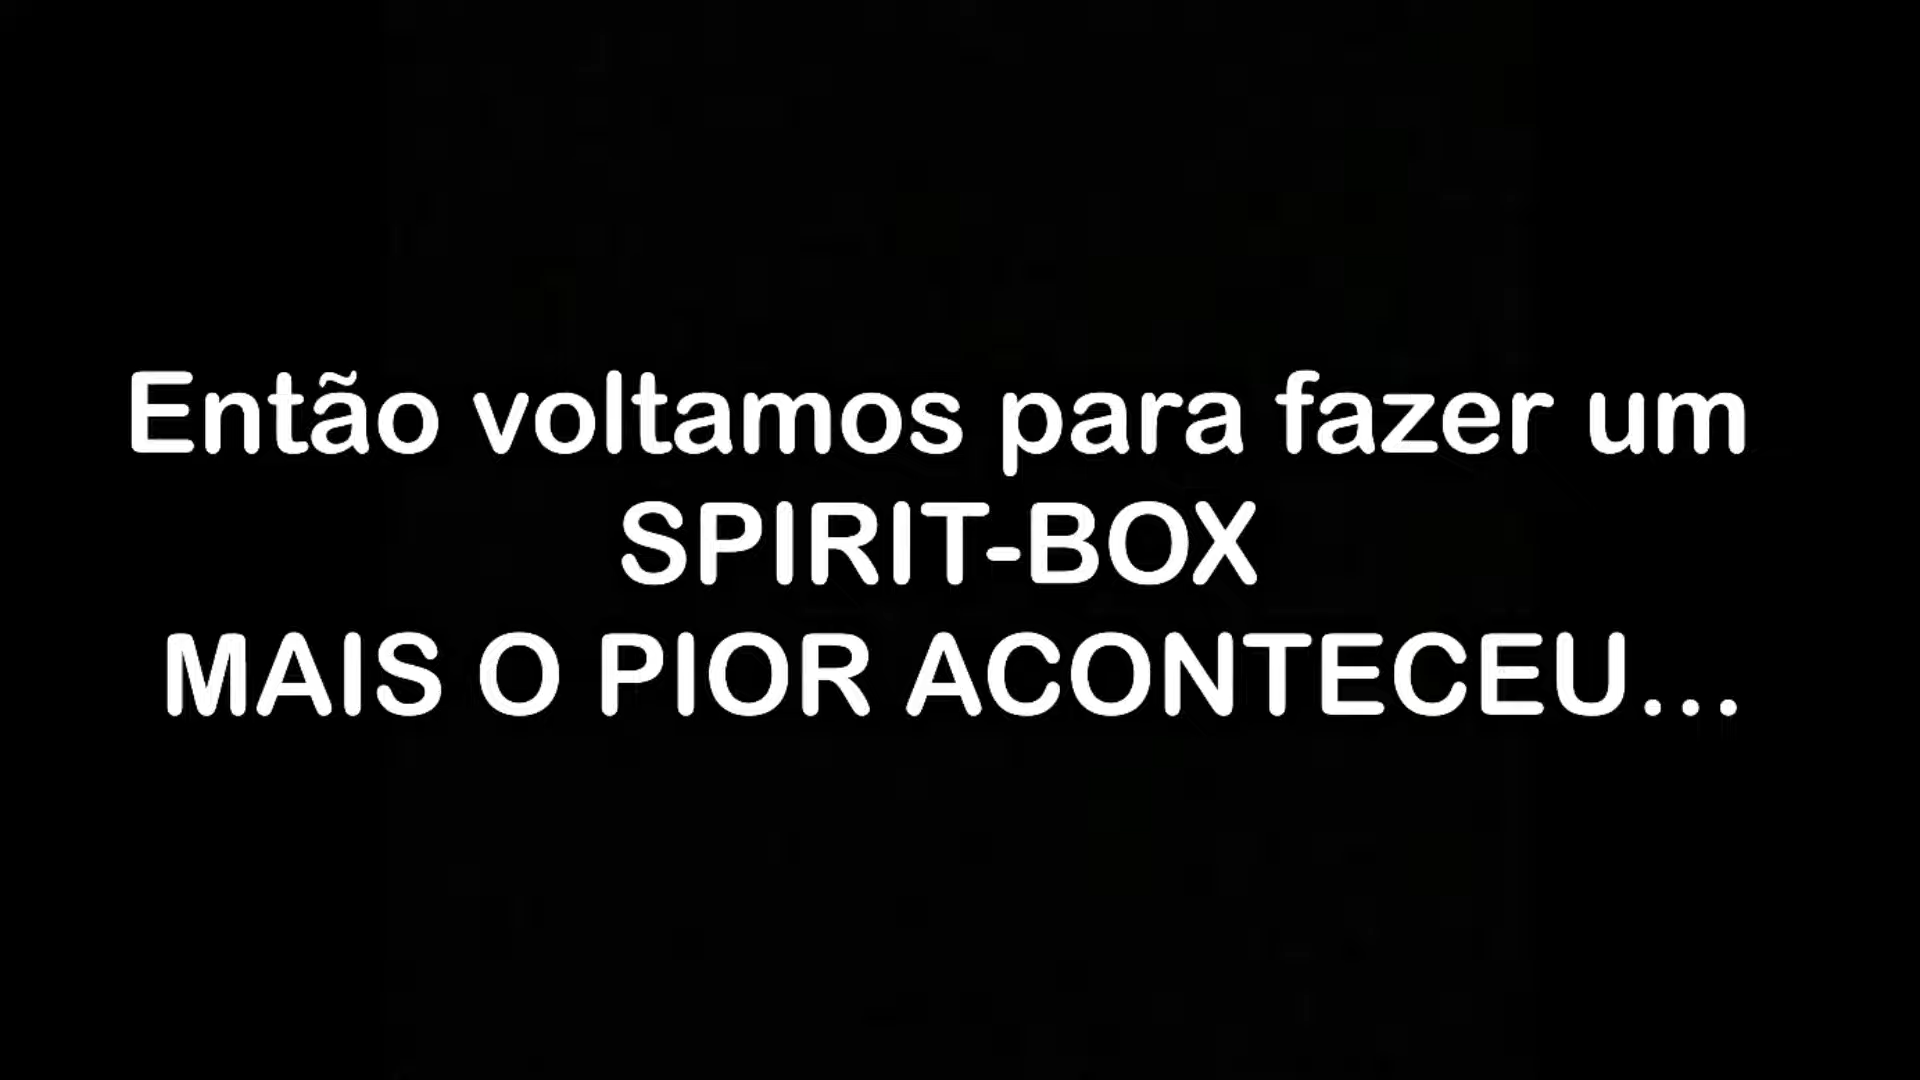 Então voltamos para fazer um
SPIRIT-BOX
MAIS O PIOR ACONTECEU...